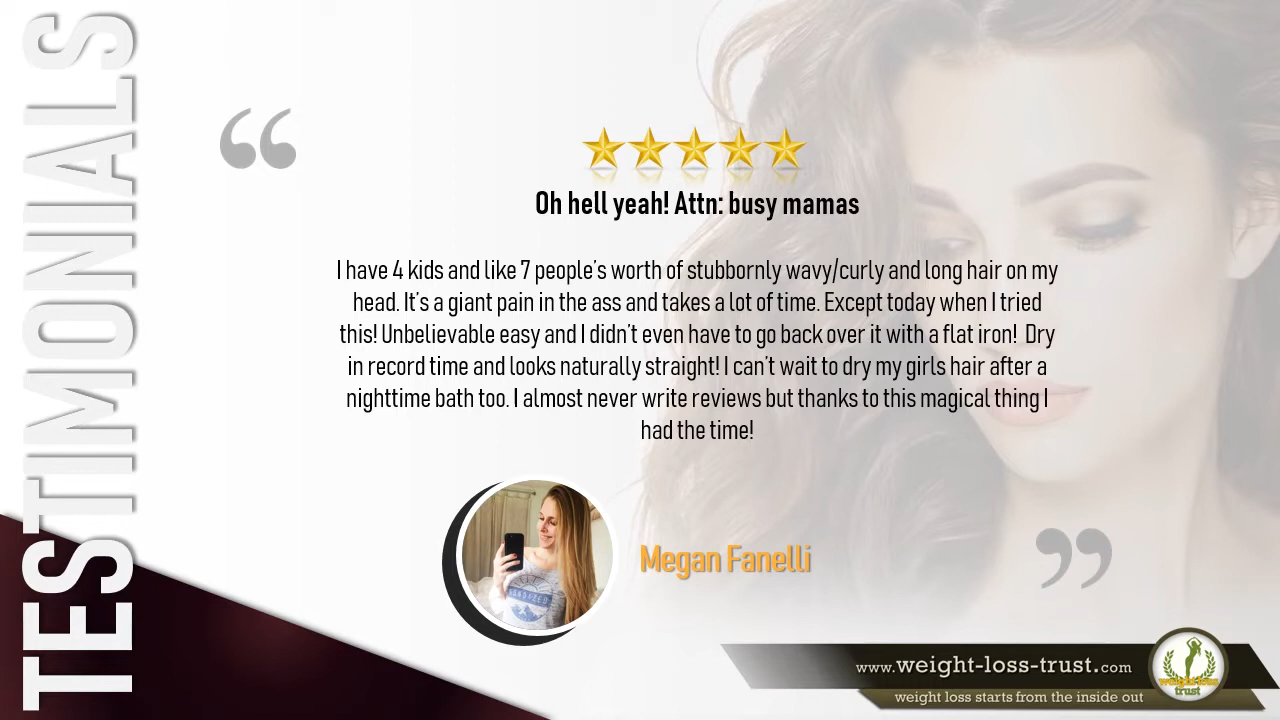 TESTIMONIALS
“
Oh hell yeah! Attn: busy mamas
I have 4 kids and like 7 people's worth of stubbornly wavy/curly and long hair on my
head. It's a giant pain in the ass and takes a lot of time. Except today when I tried
this! Unbelievable easy and I didn't even have to go back over it with a flat iron!  Dry
in record time and looks naturally straight! I can't wait to dry my girls hair after a
nighttime bath too. I almost never write reviews but thanks to this magical thing I
had the time!
Megan Fanelli
”
www.weight-loss-trust.com
weight loss starts from the inside out
weight loss
trust